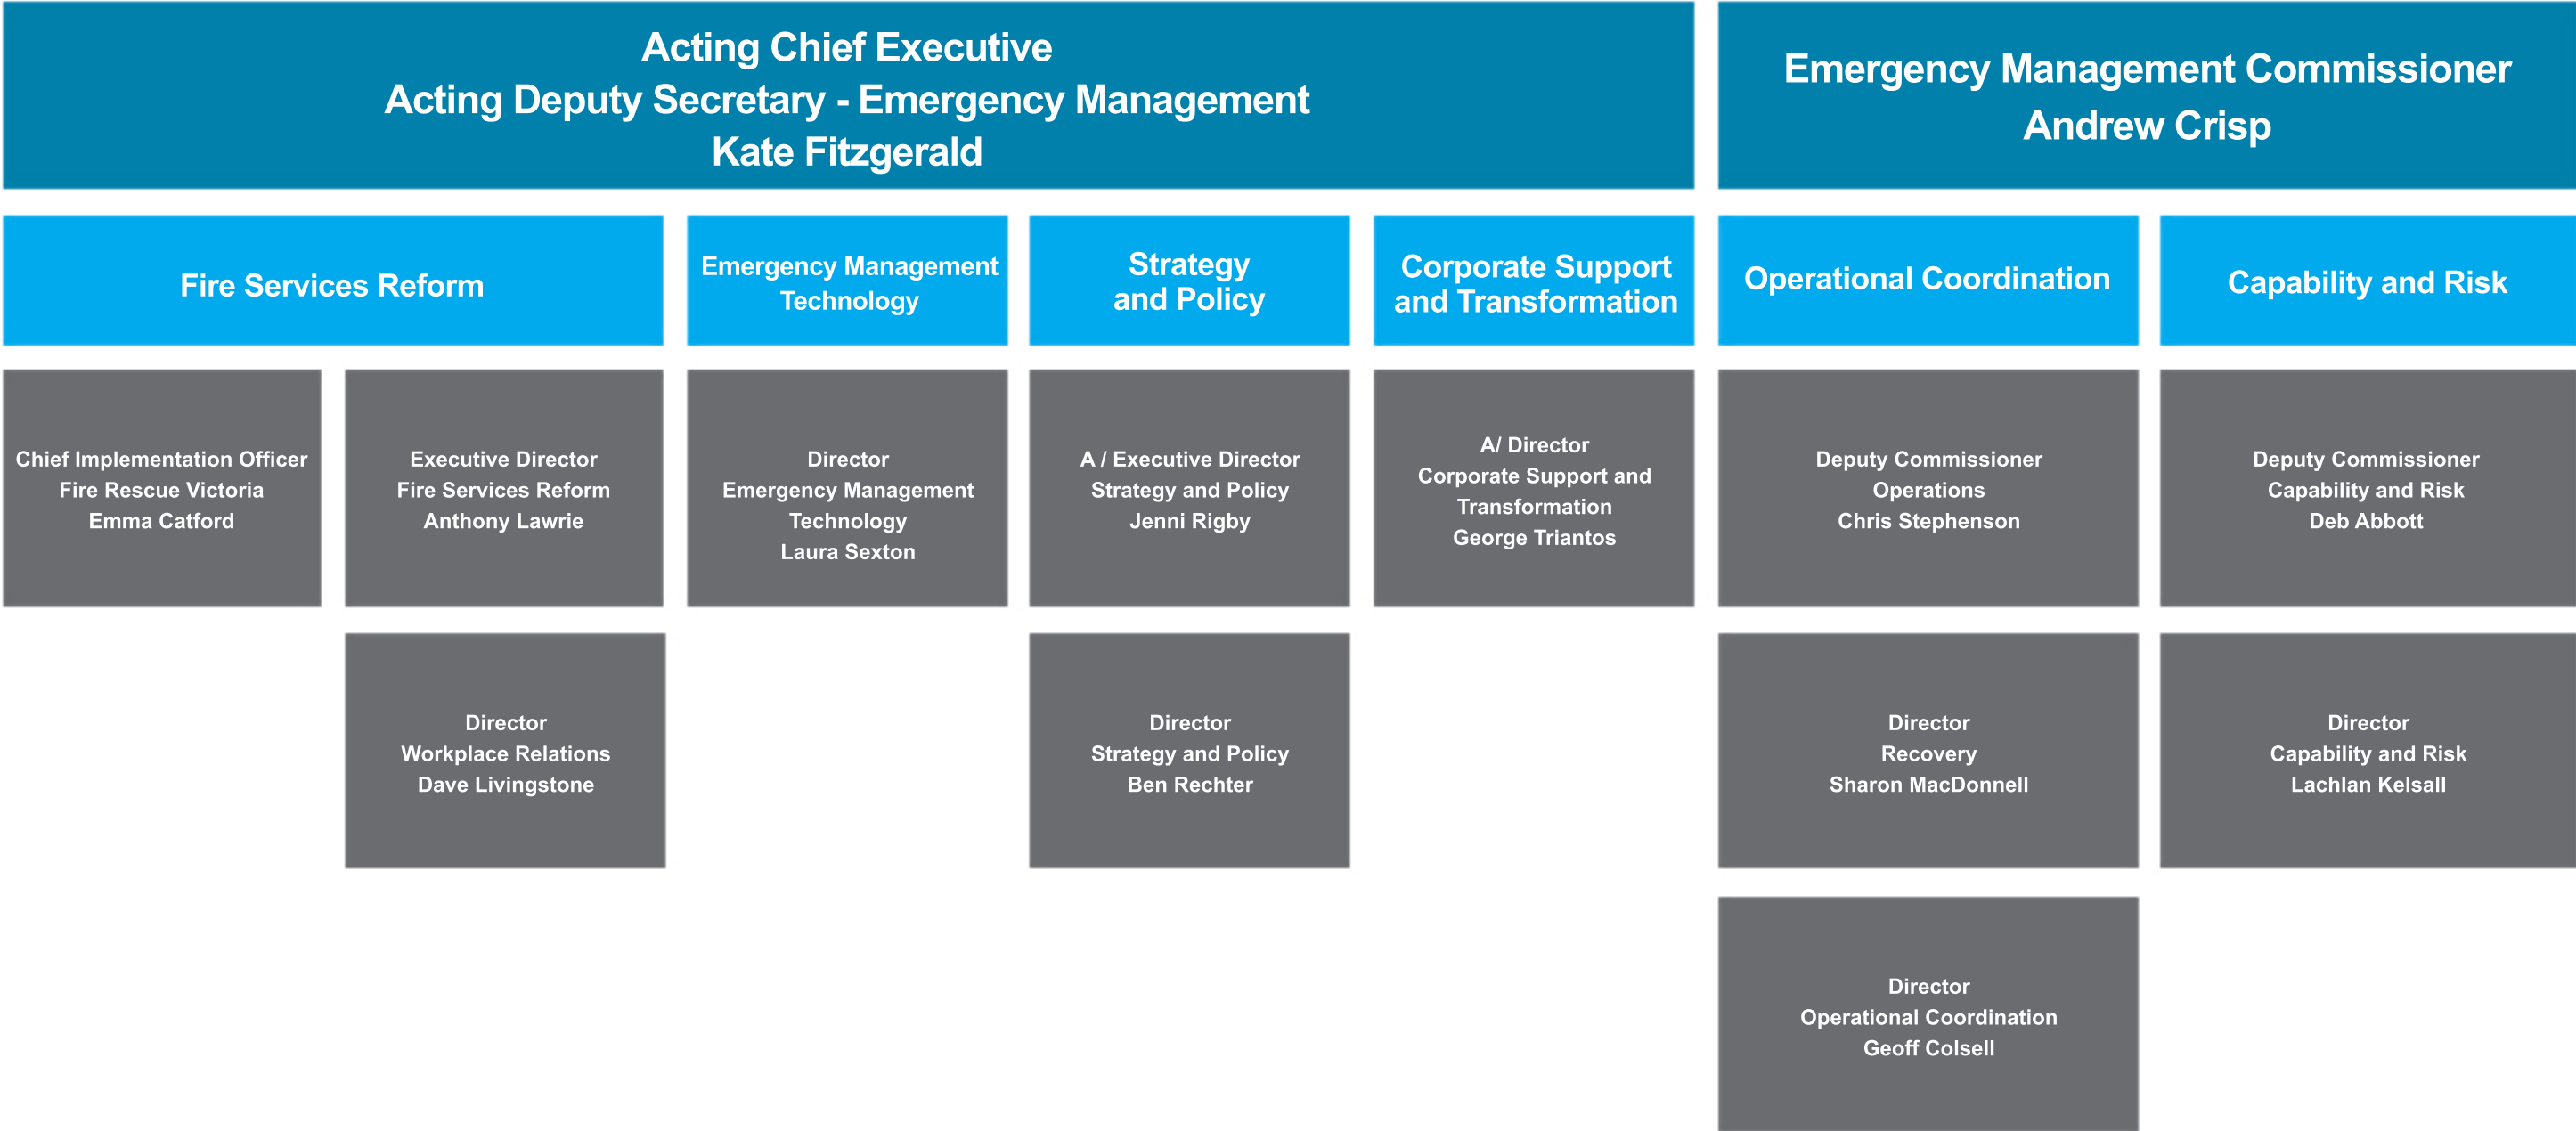 Acting Chief Executive
Acting Deputy Secretary - Emergency Management
Kate Fitzgerald
Emergency Management Commissioner
Andrew Crisp
Fire Services Reform
Emergency Management
Technology
Strategy
and Policy
Corporate Support
and Transformation
Operational Coordination
Capability and Risk
Chief Implementation Officer
Fire Rescue Victoria
Emma Catford
Executive Director
Fire Services Reform
Anthony Lawrie
Director
Emergency Management
Technology
Laura Sexton
A / Executive Director
Strategy and Policy
Jenni Rigby
A/ Director
Corporate Support and
Transformation
George Triantos
Deputy Commissioner
Operations
Chris Stephenson
Deputy Commissioner
Capability and Risk
Deb Abbott
Director
Workplace Relations
Dave Livingstone
Director
Strategy and Policy
Ben Rechter
Director
Recovery
Sharon MacDonnell
Director
Capability and Risk
Lachlan Kelsall
Director
Operational Coordination
Geoff Colsell